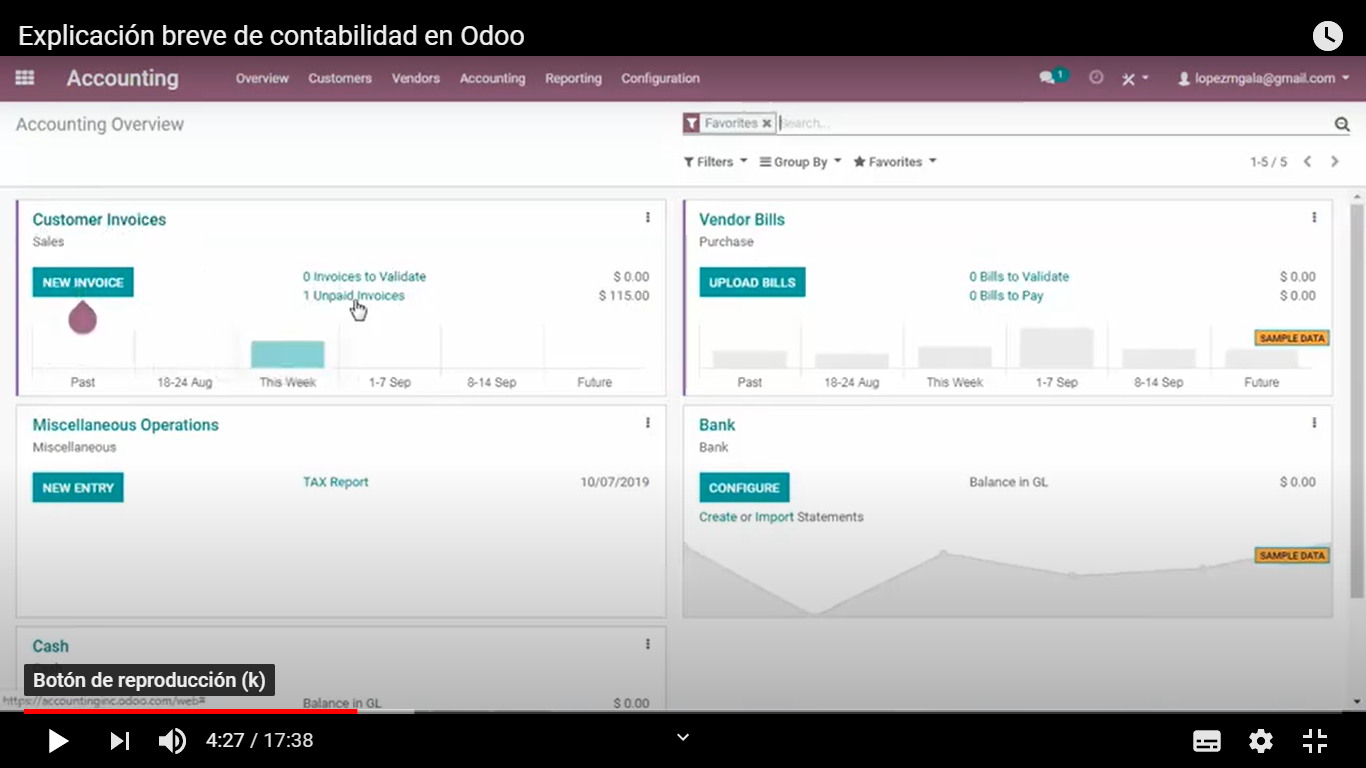 Explicación breve de contabilidad en Odoo
Accounting Overview Customers Vendors Accounting Reporting Configuration 1 lopezmgala@gmail.com
Accounting Overview Favorites × Search...
Filters Group By Favorites 1-5 / 5
Customer Invoices
Sales
NEW INVOICE
0 Invoices to Validate $ 0.00
1 Unpaid Invoices $ 115.00
Past 18-24 Aug This Week 1-7 Sep 8-14 Sep Future
Vendor Bills
Purchase
UPLOAD BILLS
0 Bills to Validate $ 0.00
0 Bills to Pay $ 0.00
SAMPLE DATA
Past 18-24 Aug This Week 1-7 Sep 8-14 Sep Future
Miscellaneous Operations
Miscellaneous
NEW ENTRY TAX Report 10/07/2019
Bank
Bank
CONFIGURE Balance in GL $ 0.00
Create or Import Statements
SAMPLE DATA
Cash
Botón de reproducción (k)
https://accountinginc.odoo.com/web#
Balance in GL $ 0.00
4:27 / 17:38